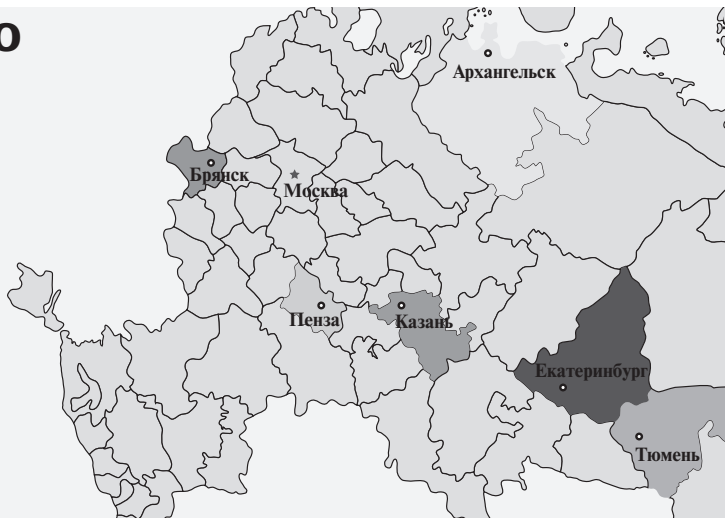 о
Архангельск
Брянск
Москва
Пенза
Казань
Екатеринбург
Тюмень